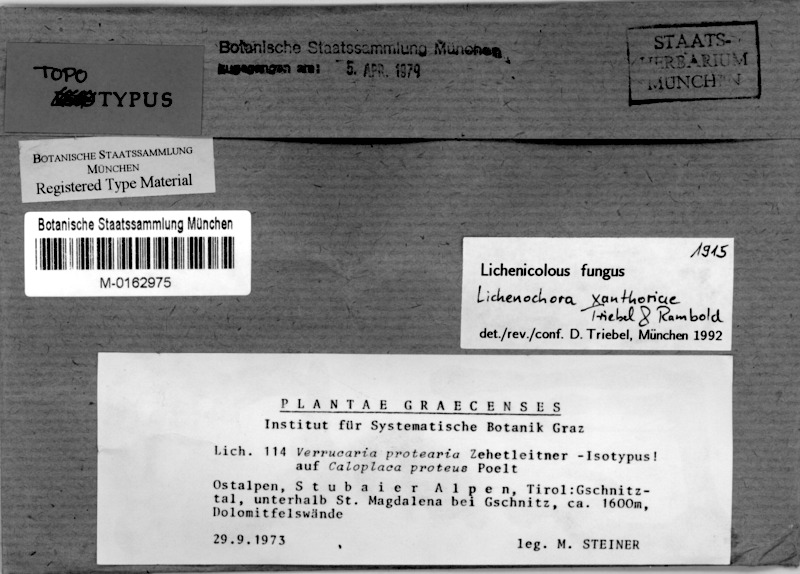 TOPO
TYPUS
Botanische Staatssammlung München
zugegangen am: 5. APR. 1979
STAATS-
HERBARIUM
MÜNCHEN
BOTANISCHE STAATSSAMMLUNG
MÜNCHEN
Registered Type Material
Botanische Staatssammlung München
M-0162975
1915
Lichenicolous fungus
Lichenochora xanthoriae
Triebel & Rambold
det./rev./conf. D. Triebel, München 1992
PLANTAE GRAECENSES
Institut für Systematische Botanik Graz
Lich. 114 Verrucaria protearia Zehetleitner -Isotypus!
auf Caloplaca proteus Poelt
Ostalpen, Stubaier Alpen, Tirol:Gschnitz-
tal, unterhalb St. Magdalena bei Gschnitz, ca. 1600m,
Dolomitfelswände
29.9.1973 leg. M. STEINER